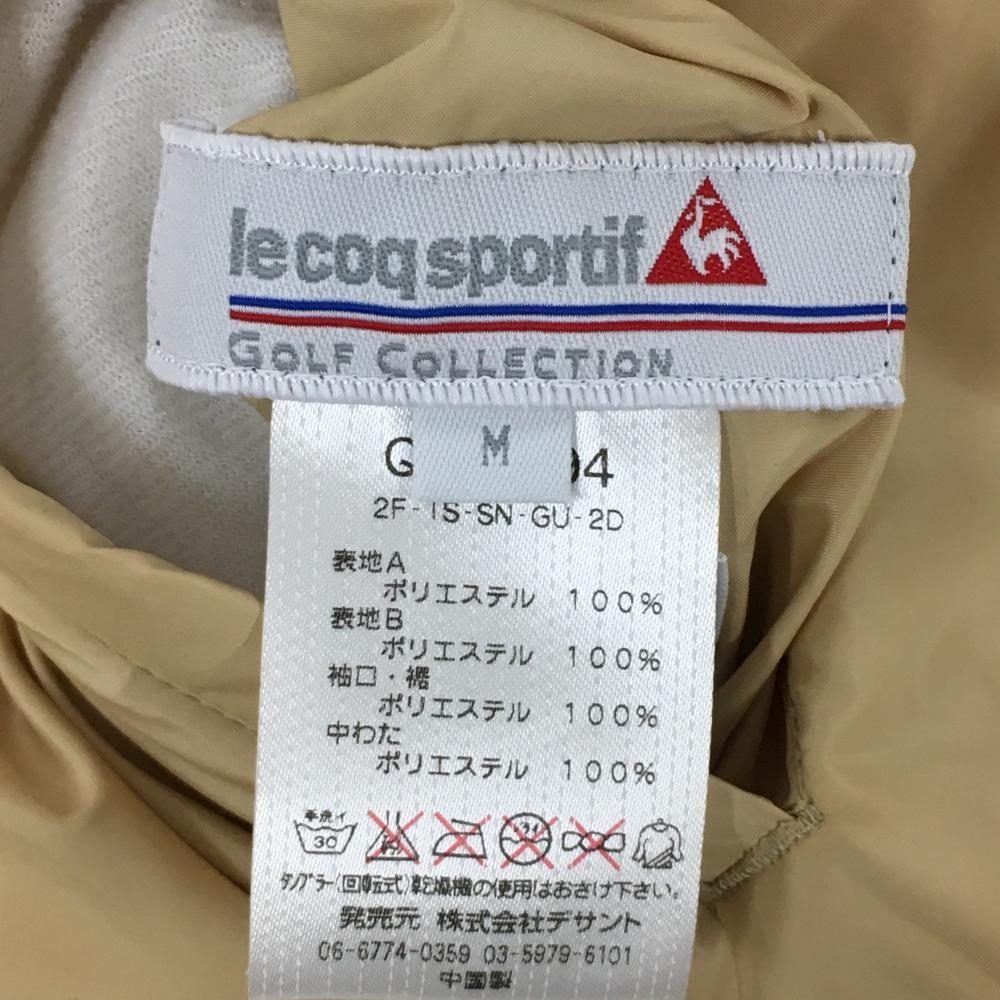 le coq sportif
GOLF COLLECTION
M
2F-1S-SN-GU-2D
表地A
ポリエステル 100%
表地B
ポリエステル 100%
袖口・裾
ポリエステル 100%
中わた
ポリエステル 100%
手洗イ
30
タンブラー(回転式)乾燥機の使用はおさけ下さい。
発売元 株式会社デサント
06-6774-0359 03-5979-6101
中国製